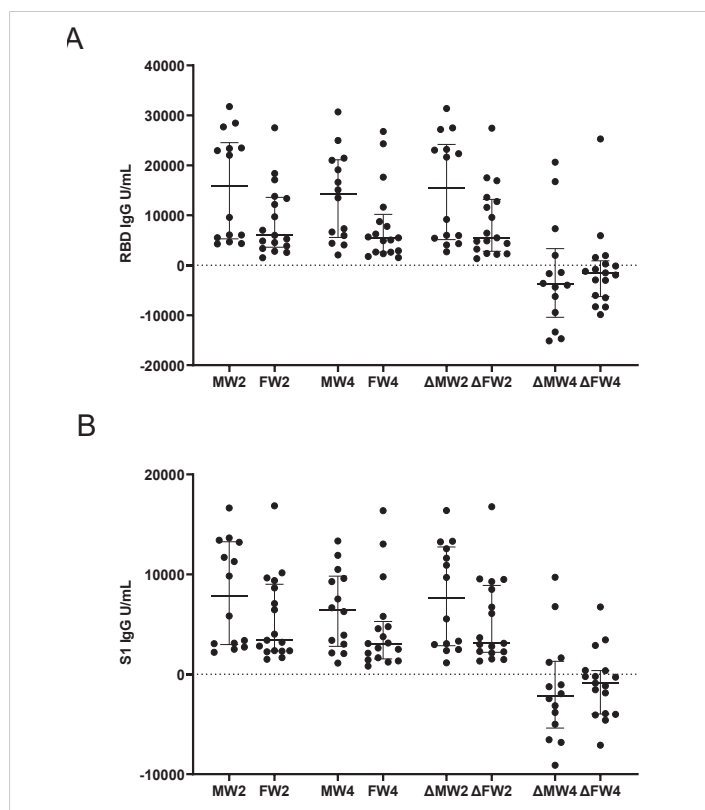 A
40000
30000
20000
10000
0
-10000
-20000
RBD IgG U/mL
MW2 FW2 MW4 FW4 ΔMW2 ΔFW2 ΔMW4 ΔFW4
B
20000
10000
0
-10000
S1 IgG U/mL
MW2 FW2 MW4 FW4 ΔMW2 ΔFW2 ΔMW4 ΔFW4